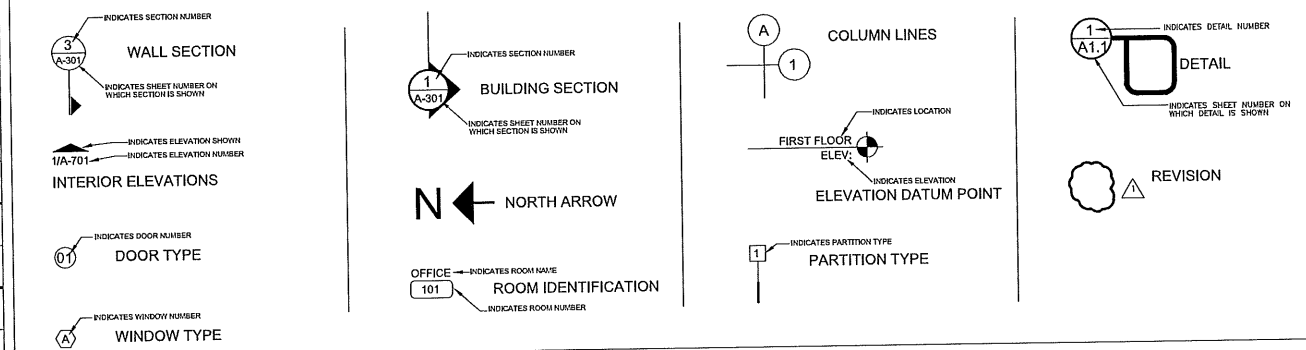 INDICATES SECTION NUMBER
3
A-301
WALL SECTION
INDICATES SHEET NUMBER ON
WHICH SECTION IS SHOWN
INDICATES ELEVATION SHOWN
1/A-701
INDICATES ELEVATION NUMBER
INTERIOR ELEVATIONS
INDICATES DOOR NUMBER
01
DOOR TYPE
INDICATES WINDOW NUMBER
A
WINDOW TYPE
INDICATES SECTION NUMBER
1
A-301
BUILDING SECTION
INDICATES SHEET NUMBER ON
WHICH SECTION IS SHOWN
N
NORTH ARROW
OFFICE
INDICATES ROOM NAME
101
ROOM IDENTIFICATION
INDICATES ROOM NUMBER
A
COLUMN LINES
1
INDICATES LOCATION
FIRST FLOOR
ELEV:
INDICATES ELEVATION
ELEVATION DATUM POINT
1
INDICATES PARTITION TYPE
PARTITION TYPE
1
INDICATES DETAIL NUMBER
A1.1
DETAIL
INDICATES SHEET NUMBER ON
WHICH DETAIL IS SHOWN
REVISION
1